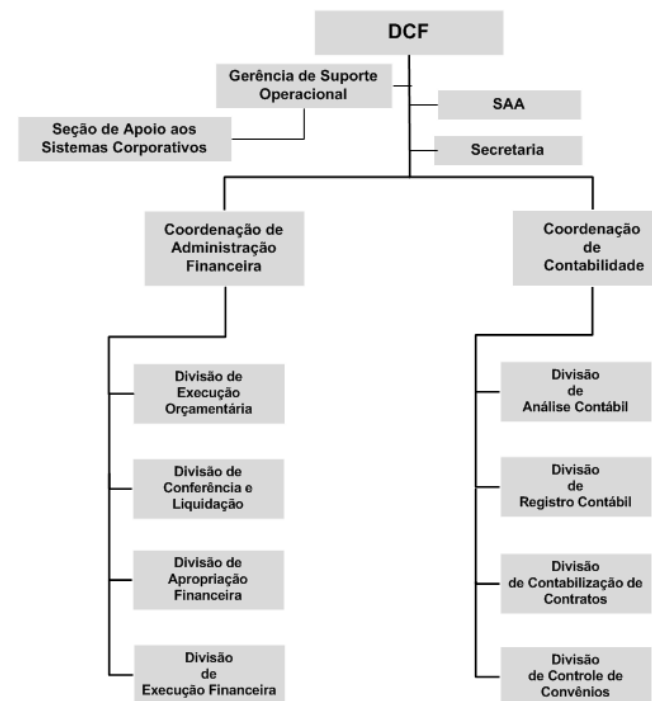 DCF
Gerência de Suporte
Operacional
SAA
Seção de Apoio aos
Sistemas Corporativos
Secretaria
Coordenação de
Administração
Financeira
Coordenação
de
Contabilidade
Divisão de
Execução
Orçamentária
Divisão de
Conferência e
Liquidação
Divisão de
Apropriação
Financeira
Divisão
de
Execução Financeira
Divisão
de
Análise Contábil
Divisão
de
Registro Contábil
Divisão
de Contabilização de
Contratos
Divisão
de Controle de
Convênios